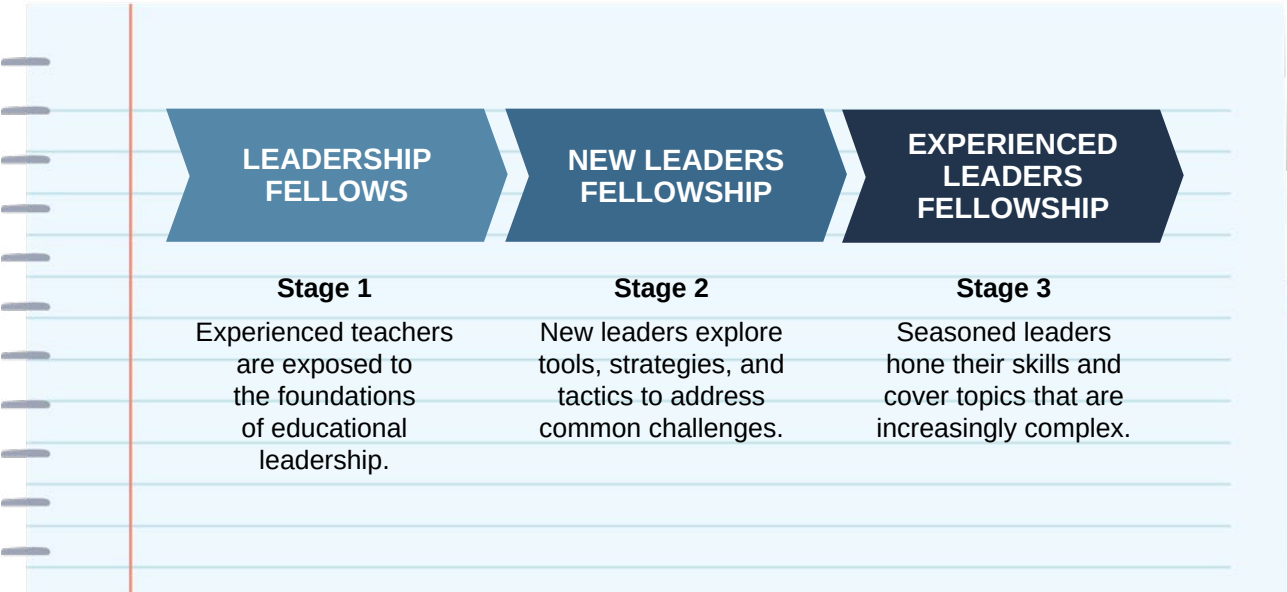 LEADERSHIP
FELLOWS
NEW LEADERS
FELLOWSHIP
EXPERIENCED
LEADERS
FELLOWSHIP
Stage 1
Experienced teachers
are exposed to
the foundations
of educational
leadership.
Stage 2
New leaders explore
tools, strategies, and
tactics to address
common challenges.
Stage 3
Seasoned leaders
hone their skills and
cover topics that are
increasingly complex.